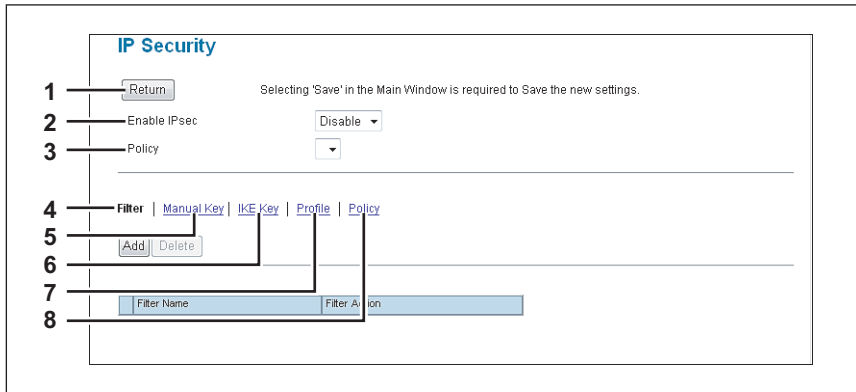 IP Security
1 Return Selecting 'Save' in the Main Window is required to Save the new settings.
2 Enable IPsec Disable
3 Policy
4 Filter | Manual Key | IKE Key | Profile | Policy
5
Add Delete
6
7
Filter Name Filter Action
8